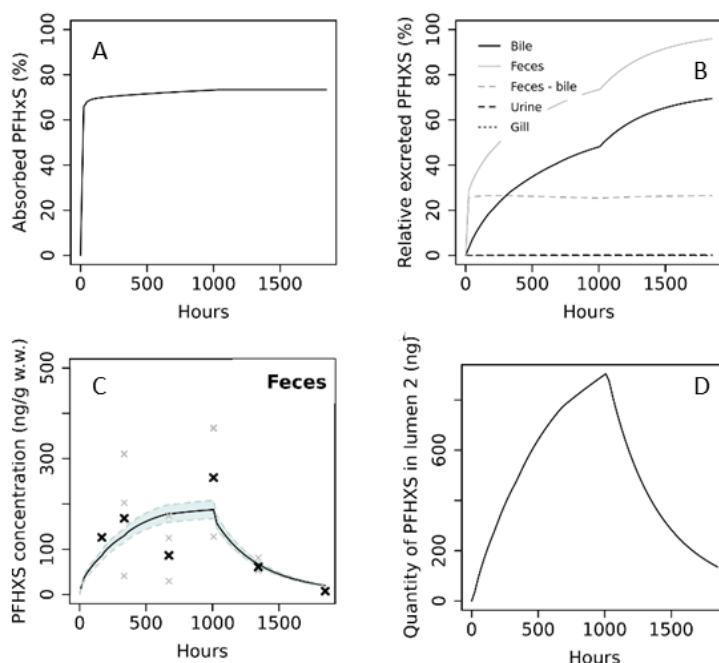 A
Absorbed PFHxS (%)
100
80
60
40
20
0
0 500 1000 1500
Hours
B
Relative excreted PFHXS (%)
100
80
60
40
20
0
Bile
Feces
Feces - bile
Urine
Gill
0 500 1000 1500
Hours
C
Feces
PFHXS concentration (ng/g w.w.)
500
300
200
100
0
0 500 1000 1500
Hours
D
Quantity of PFHXS in lumen 2 (ng)
800
400
200
0
0 500 1000 1500
Hours